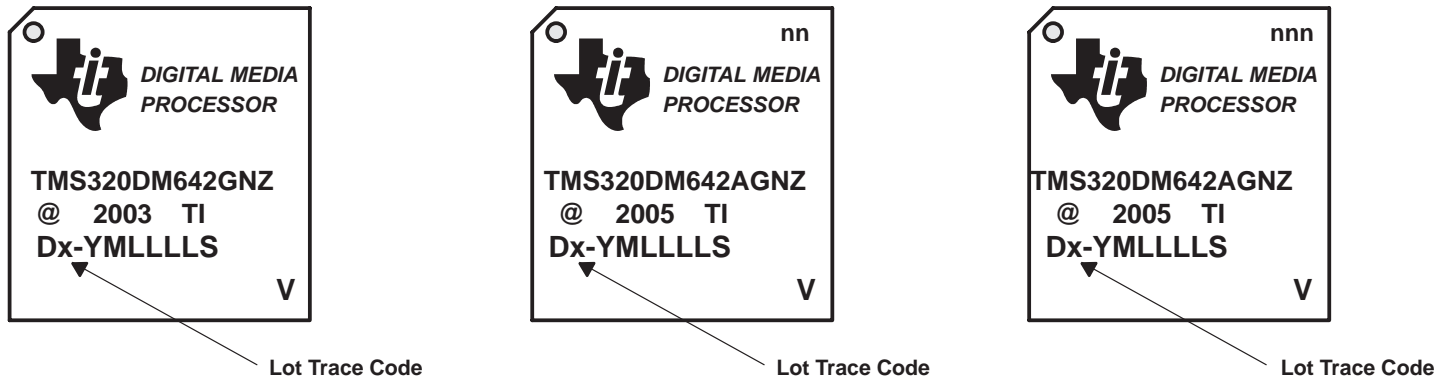 DIGITAL MEDIA
PROCESSOR
TMS320DM642GNZ
@ 2003 TI
Dx-YMLLLLS
V
Lot Trace Code
nn
DIGITAL MEDIA
PROCESSOR
TMS320DM642AGNZ
@ 2005 TI
Dx-YMLLLLS
V
Lot Trace Code
nnn
DIGITAL MEDIA
PROCESSOR
TMS320DM642AGNZ
@ 2005 TI
Dx-YMLLLLS
V
Lot Trace Code